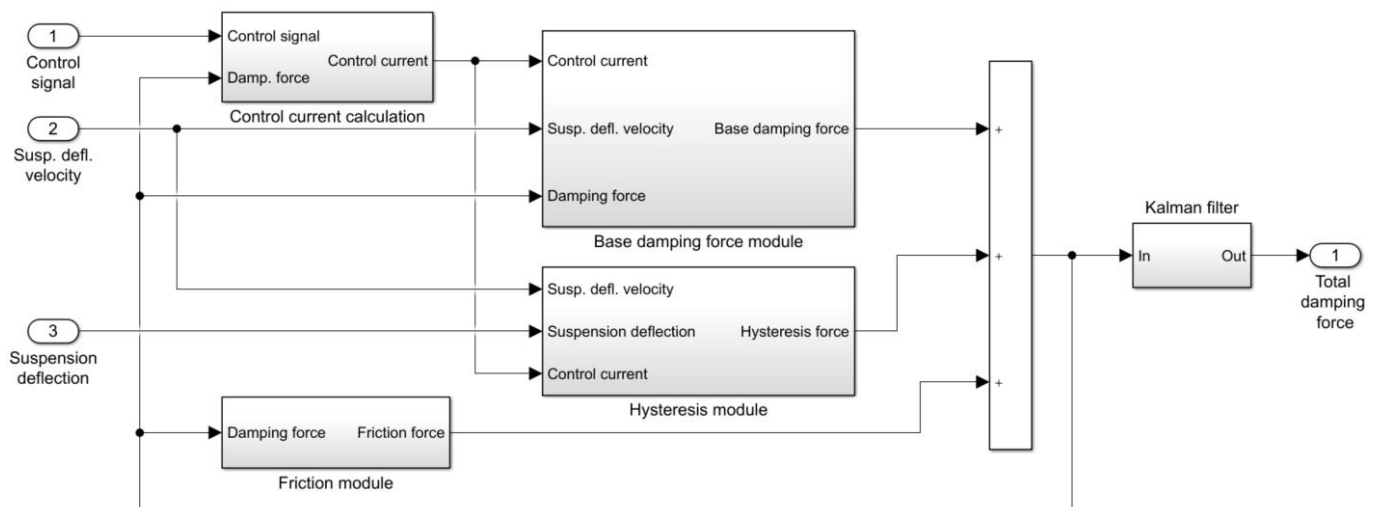 1
Control
signal
2
Susp. defl.
velocity
3
Suspension
deflection
Control signal
Damp. force
Control current
Control current calculation
Control current
Susp. defl. velocity
Damping force
Base damping force
Base damping force module
Susp. defl. velocity
Suspension deflection
Control current
Hysteresis force
Hysteresis module
Damping force
Friction force
Friction module
+
+
+
Kalman filter
In
Out
1
Total
damping
force